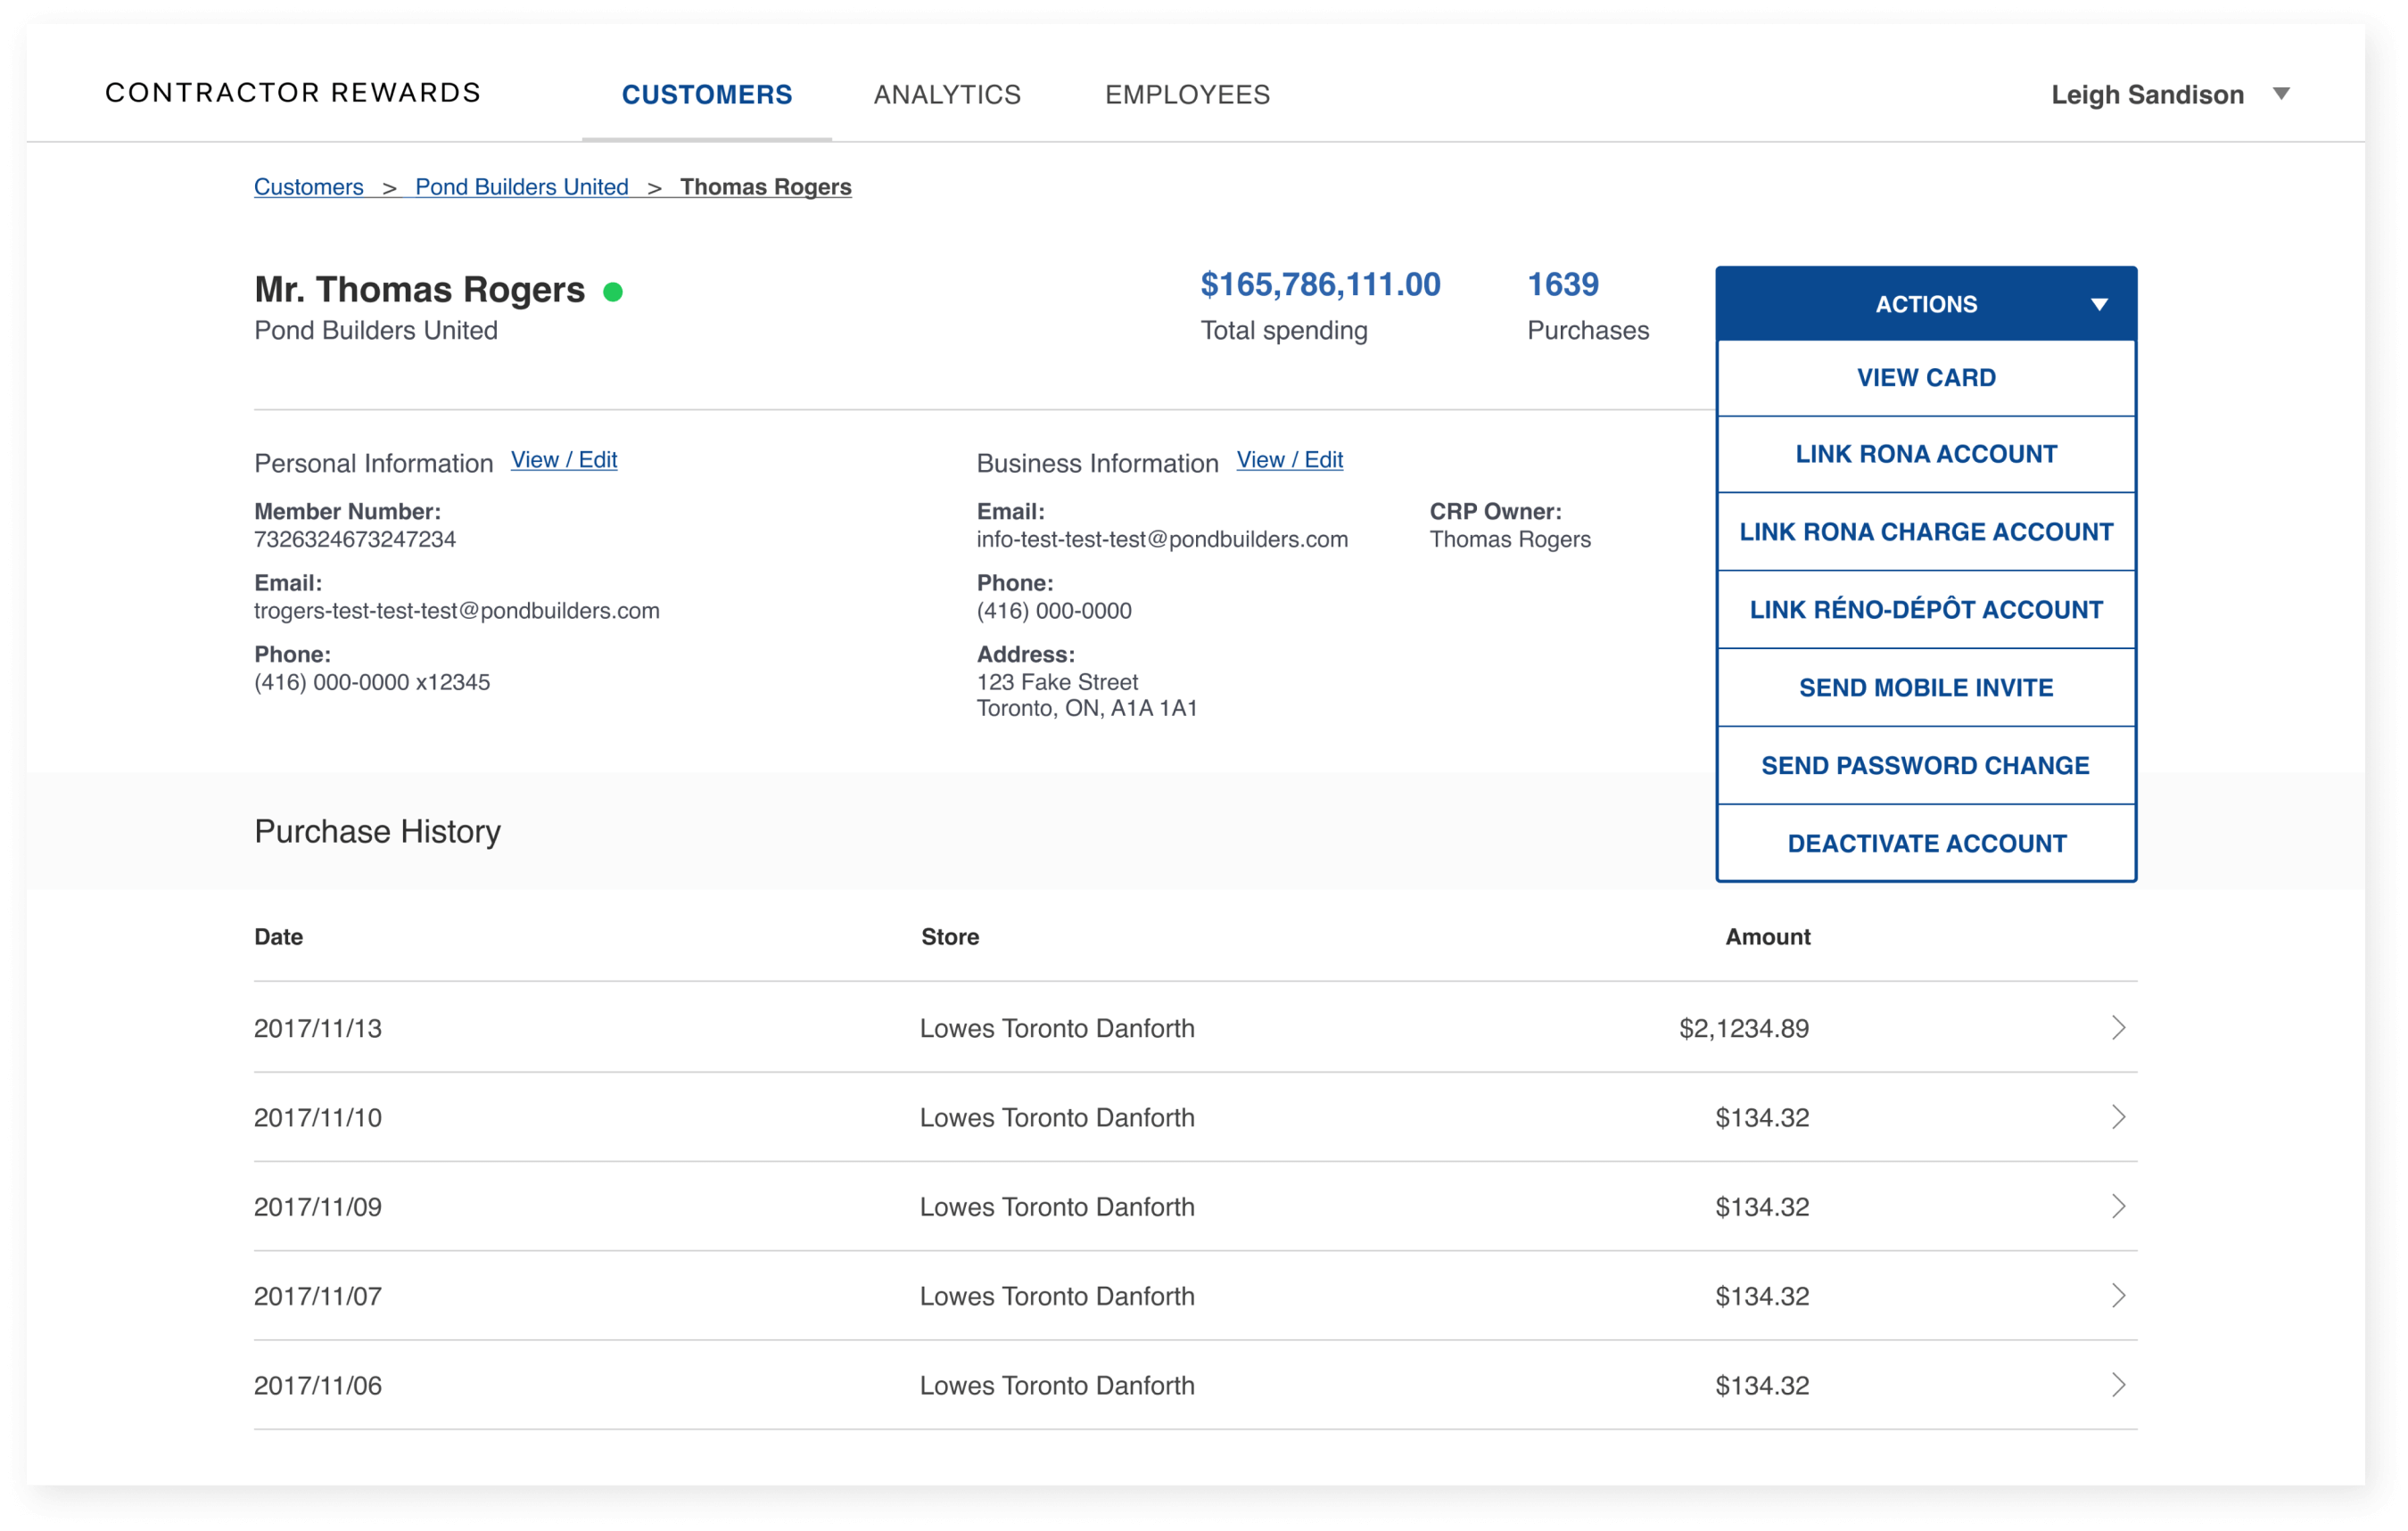 CONTRACTOR REWARDS CUSTOMERS ANALYTICS EMPLOYEES Leigh Sandison
Customers > Pond Builders United > Thomas Rogers
Mr. Thomas Rogers
Pond Builders United
$165,786,111.00
Total spending
1639
Purchases
ACTIONS
VIEW CARD
LINK RONA ACCOUNT
LINK RONA CHARGE ACCOUNT
LINK RÉNO-DÉPÔT ACCOUNT
SEND MOBILE INVITE
SEND PASSWORD CHANGE
DEACTIVATE ACCOUNT
Personal Information View / Edit
Member Number:
7326324673247234
Email:
trogers-test-test-test@pondbuilders.com
Phone:
(416) 000-0000 x12345
Business Information View / Edit
Email:
info-test-test-test@pondbuilders.com
Phone:
(416) 000-0000
Address:
123 Fake Street
Toronto, ON, A1A 1A1
CRP Owner:
Thomas Rogers
Purchase History
Date Store Amount
2017/11/13 Lowes Toronto Danforth $2,1234.89
2017/11/10 Lowes Toronto Danforth $134.32
2017/11/09 Lowes Toronto Danforth $134.32
2017/11/07 Lowes Toronto Danforth $134.32
2017/11/06 Lowes Toronto Danforth $134.32